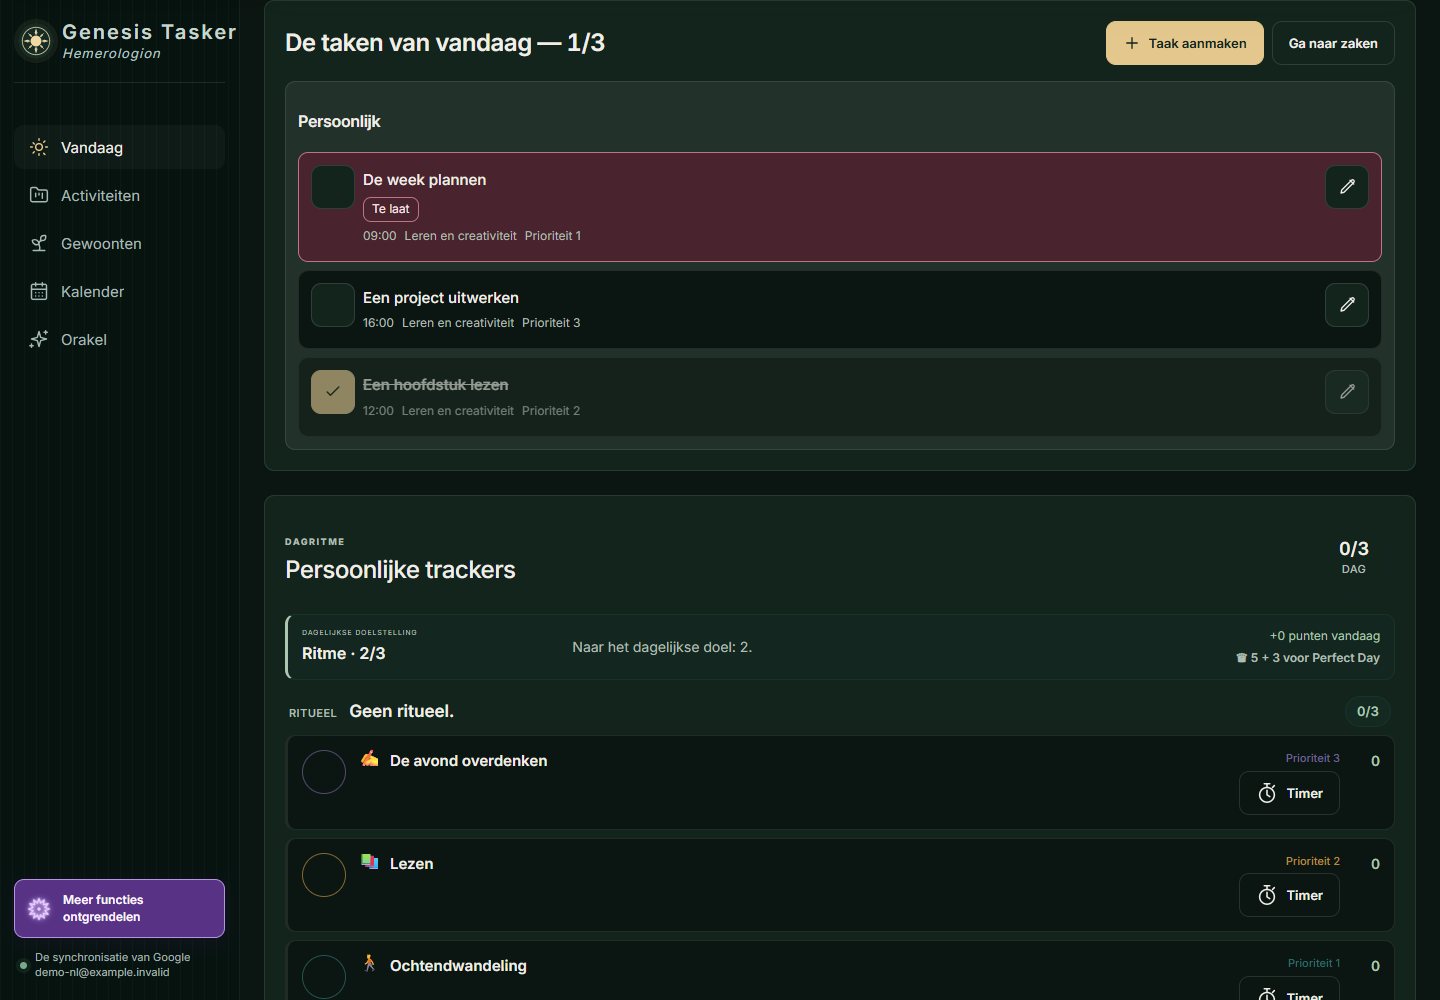 Genesis Tasker
Hemerologion
Vandaag
Activiteiten
Gewoonten
Kalender
Orakel
Meer functies
ontgrendelen
De synchronisatie van Google
demo-nl@example.invalid
De taken van vandaag — 1/3
Taak aanmaken
Ga naar zaken
Persoonlijk
De week plannen
Te laat
09:00 Leren en creativiteit Prioriteit 1
Een project uitwerken
16:00 Leren en creativiteit Prioriteit 3
Een hoofdstuk lezen
12:00 Leren en creativiteit Prioriteit 2
DAGRITME
Persoonlijke trackers
0/3
DAG
DAGELIJKSE DOELSTELLING
Ritme · 2/3
Naar het dagelijkse doel: 2.
+0 punten vandaag
5 + 3 voor Perfect Day
RITUEEL Geen ritueel.
0/3
De avond overdenken
Prioriteit 3
0
Timer
Lezen
Prioriteit 2
0
Timer
Ochtendwandeling
Prioriteit 1
0
Timer